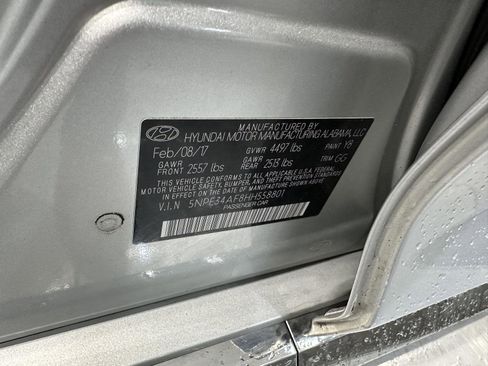 MANUFACTURED BY
HYUNDAI MOTOR MANUFACTURING ALABAMA, LLC
Feb/08/17 GVWR 4497 lbs PAINT Y8
GAWR FRONT 2557 lbs GAWR REAR 2513 lbs TRIM GG
THIS VEHICLE CONFORMS TO ALL APPLICABLE U.S.A. FEDERAL
MOTOR VEHICLE SAFETY, BUMPER, AND THEFT PREVENTION STANDARDS
IN EFFECT ON THE DATE OF MANUFACTURE SHOWN ABOVE.
V.I.N 5NPE34AF8HH558801
PASSENGER CAR